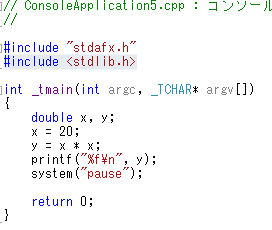 // ConsoleApplication5.cpp : コンソール
//
#include "stdafx.h"
#include <stdlib.h>
int _tmain(int argc, _TCHAR* argv[])
{
double x, y;
x = 20;
y = x * x;
printf("%f¥n", y);
system("pause");
return 0;
}